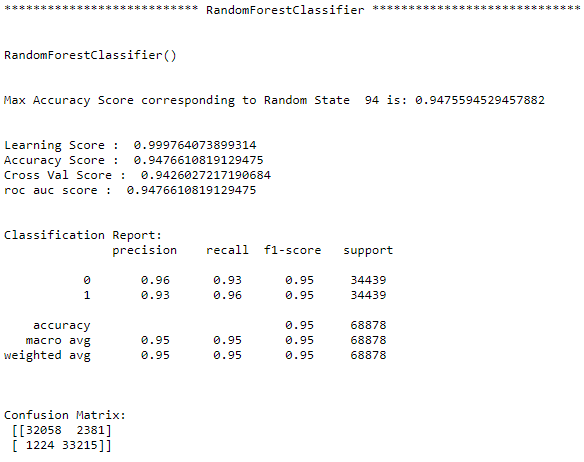 *************************** RandomForestClassifier *****************************
RandomForestClassifier()
Max Accuracy Score corresponding to Random State  94 is: 0.9475594529457882
Learning Score :  0.999764073899314
Accuracy Score :  0.9476610819129475
Cross Val Score :  0.9426027217190684
roc auc score :  0.9476610819129475
Classification Report:
precision    recall  f1-score   support
0       0.96      0.93      0.95     34439
1       0.93      0.96      0.95     34439
accuracy                           0.95     68878
macro avg       0.95      0.95      0.95     68878
weighted avg       0.95      0.95      0.95     68878
Confusion Matrix:
[[32058  2381]
[ 1224 33215]]